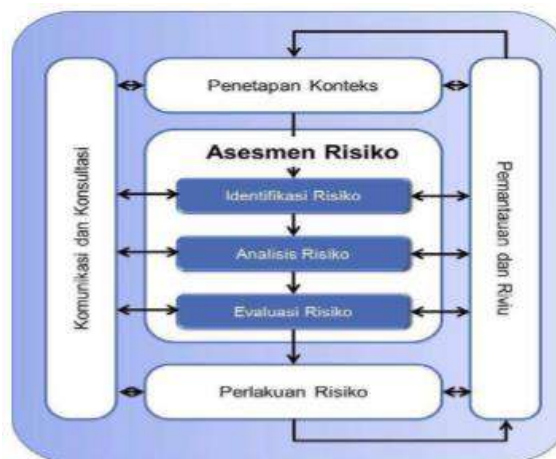 Penetapan Konteks
Asesmen Risiko
Identifikasi Risiko
Analisis Risiko
Evaluasi Risiko
Perlakuan Risiko
Komunikasi dan Konsultasi
Pemantauan dan Riviu